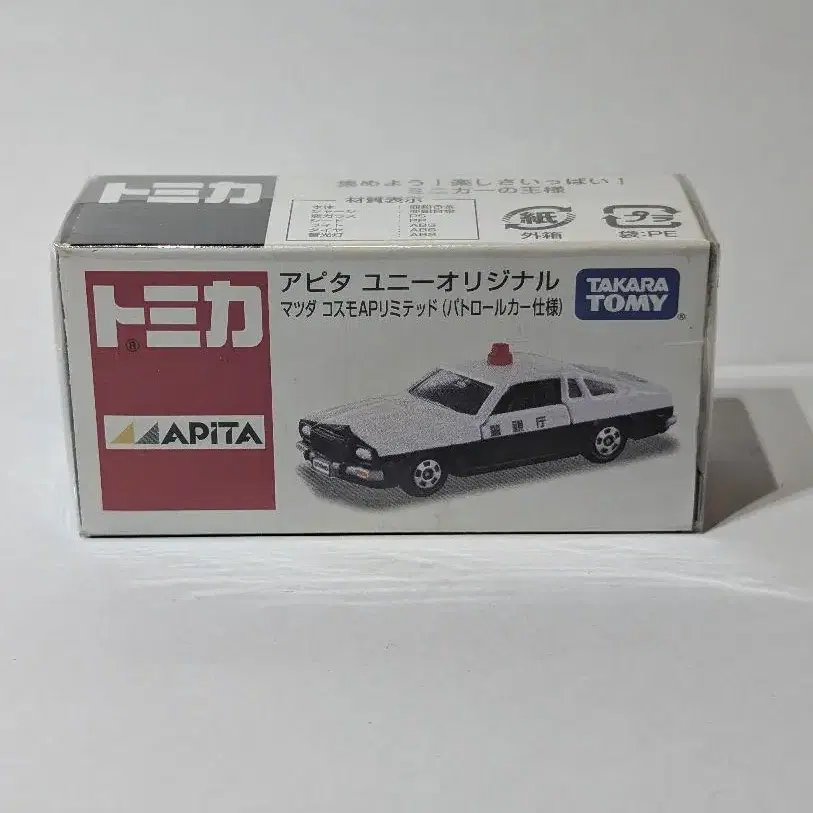 トミカ
集めよう！楽しさいっぱい！
ミニカーの王様
材質表示
紙
外箱
プラ
袋:PE
トミカ
®
APiTA
アピタ ユニーオリジナル
マツダ コスモAPリミテッド(パトロールカー仕様)
TAKARA
TOMY
®
警視庁